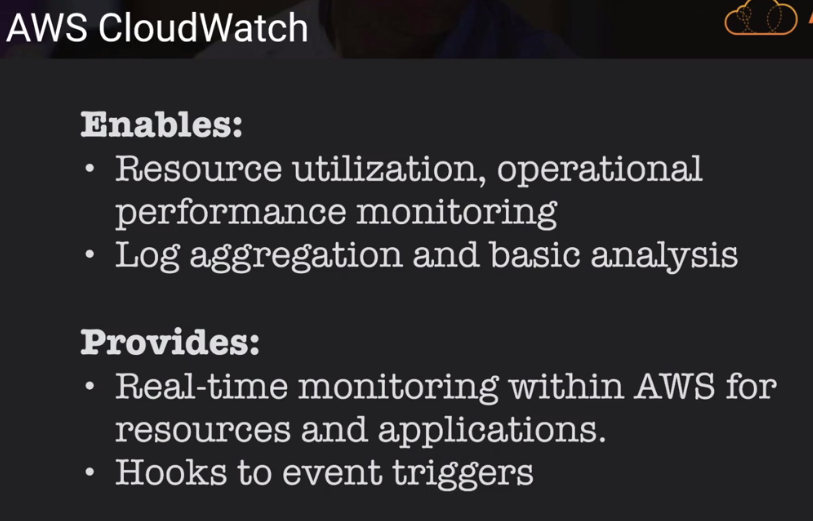 AWS CloudWatch
Enables:
• Resource utilization, operational
performance monitoring
• Log aggregation and basic analysis
Provides:
• Real-time monitoring within AWS for
resources and applications.
• Hooks to event triggers